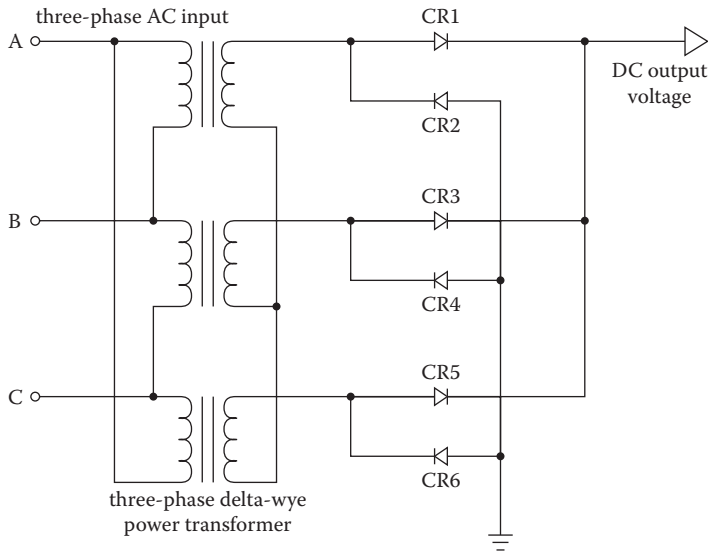 three-phase AC input
CR1
A
DC output
voltage
CR2
CR3
B
CR4
CR5
C
CR6
three-phase delta-wye
power transformer